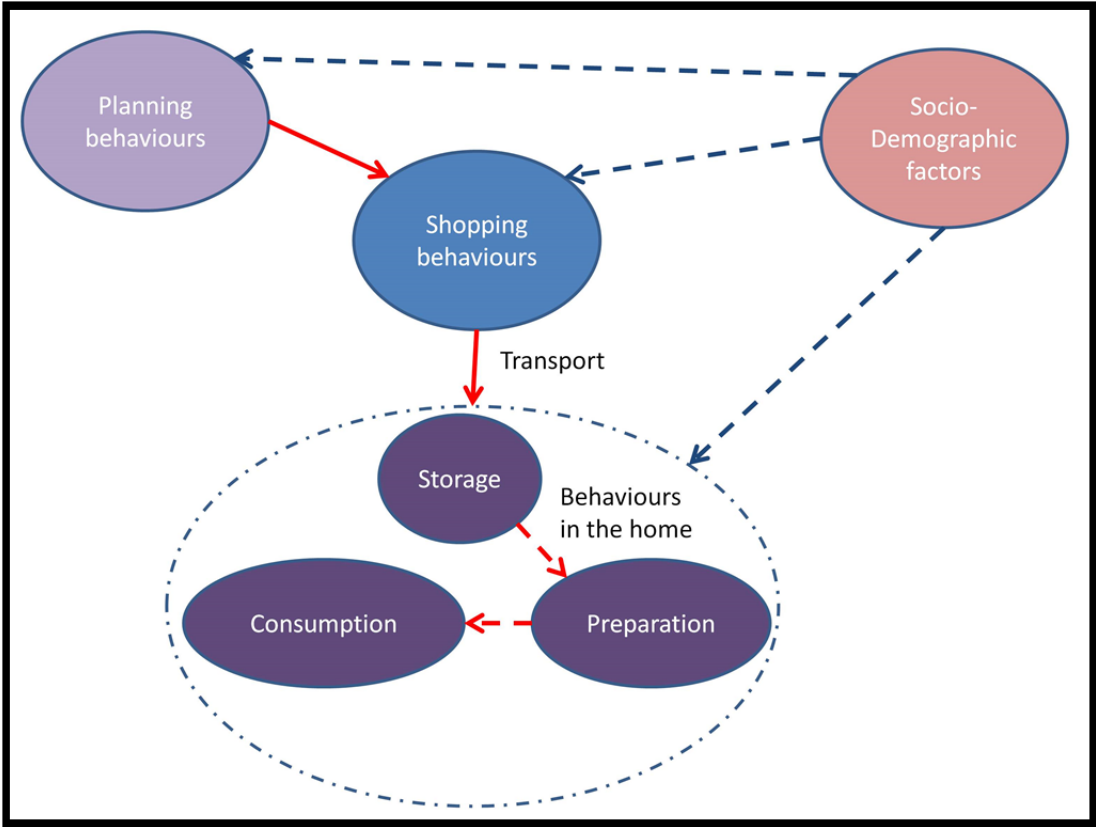 Planning
behaviours
Socio-
Demographic
factors
Shopping
behaviours
Transport
Storage
Behaviours
in the home
Consumption
Preparation